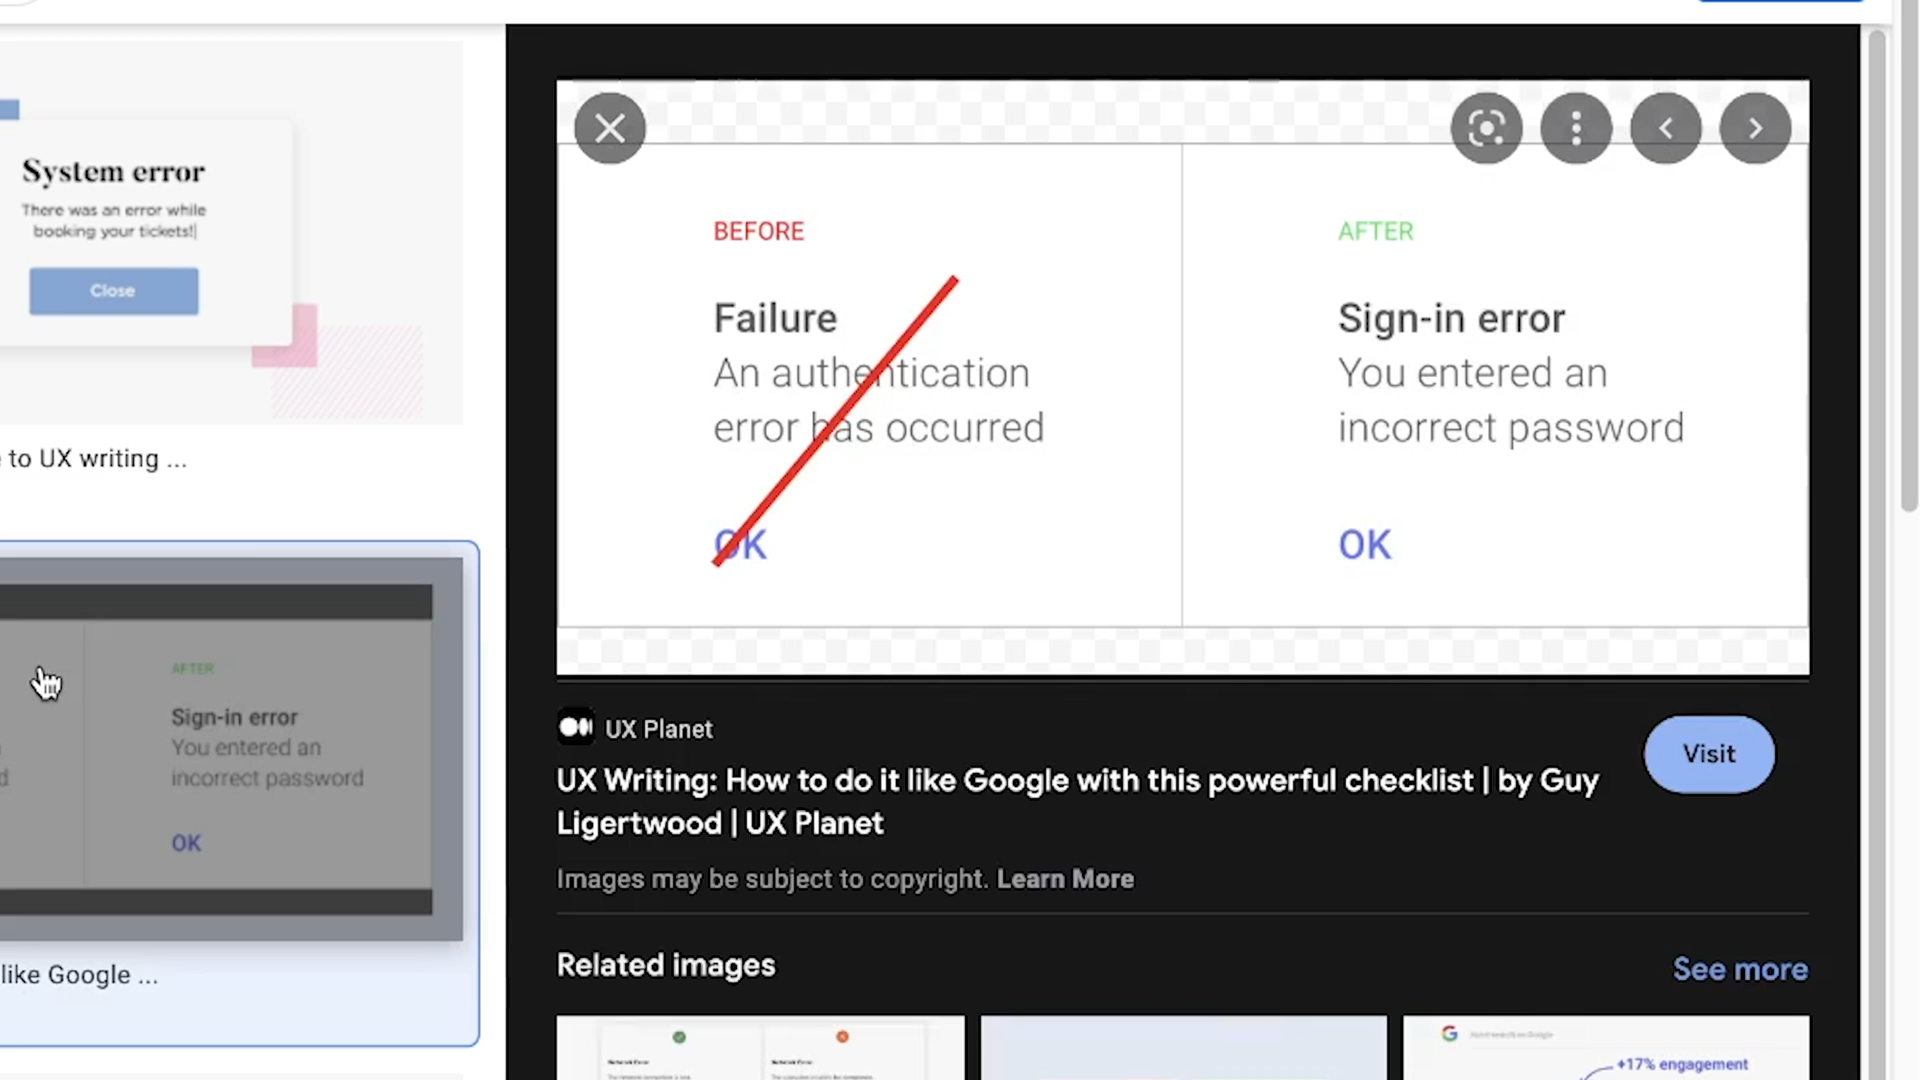 System error
There was an error while
booking your tickets!
Close
to UX writing ...
AFTER
Sign-in error
You entered an
incorrect password
OK
like Google ...
BEFORE
Failure
An authentication
error has occurred
OK
AFTER
Sign-in error
You entered an
incorrect password
OK
UX Planet
UX Writing: How to do it like Google with this powerful checklist | by Guy
Ligertwood | UX Planet
Visit
Images may be subject to copyright. Learn More
Related images
See more
+17% engagement